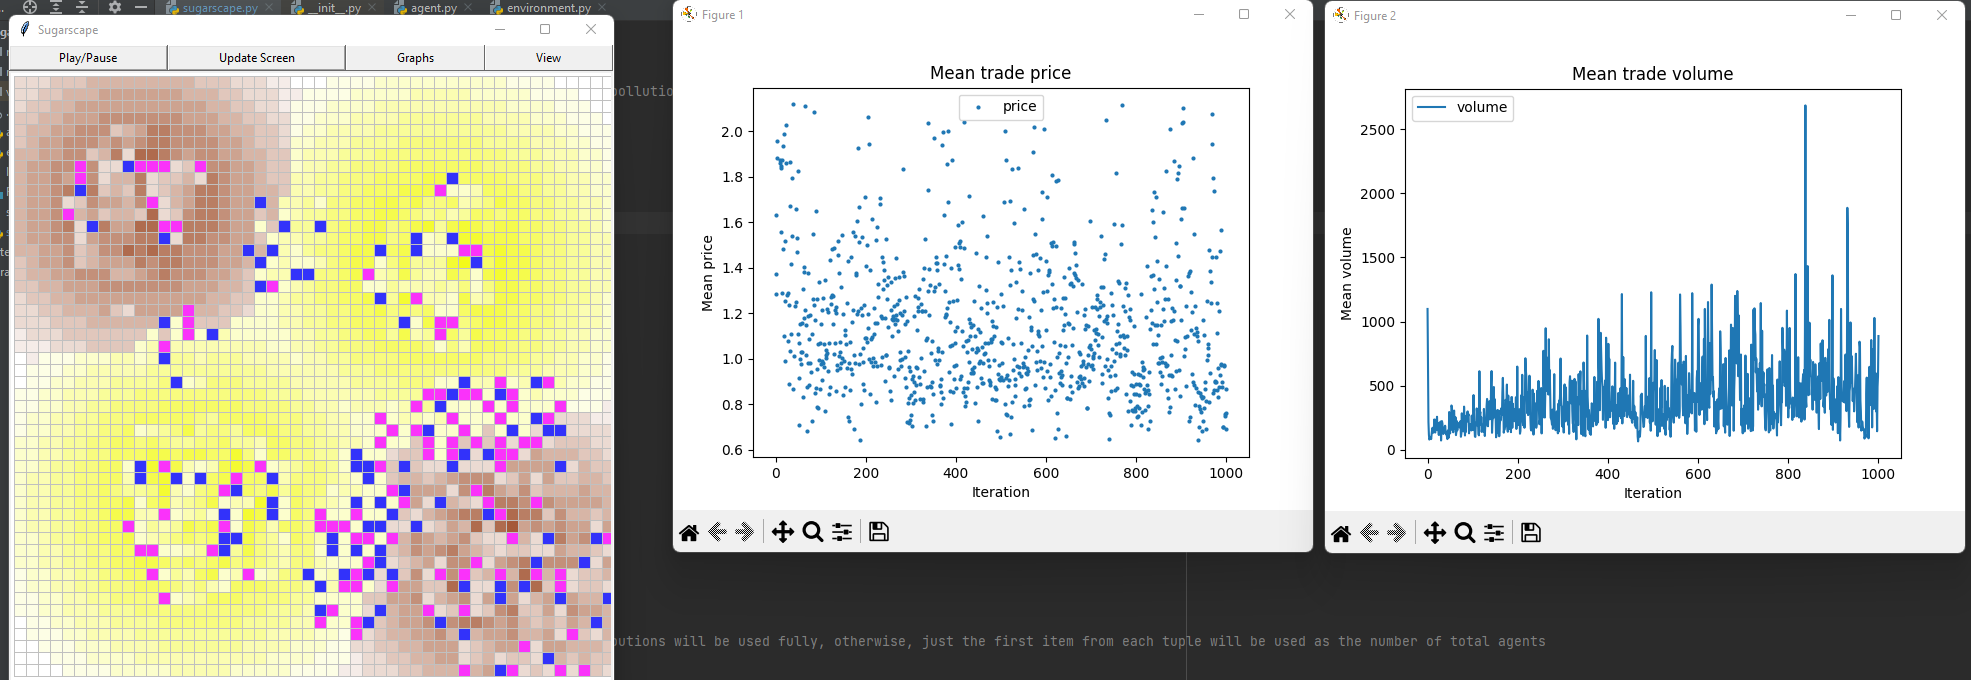 sugarscape.py
__init__.py
agent.py
environment.py
Sugarscape
Play/Pause
Update Screen
Graphs
View
Figure 1
Mean trade price
price
2.0
1.8
1.6
1.4
1.2
1.0
0.8
0.6
Mean price
0 200 400 600 800 1000
Iteration
Figure 2
Mean trade volume
volume
2500
2000
1500
1000
500
0
Mean volume
0 200 400 600 800 1000
Iteration
will be used fully, otherwise, just the first item from each tuple will be used as the number of total agents